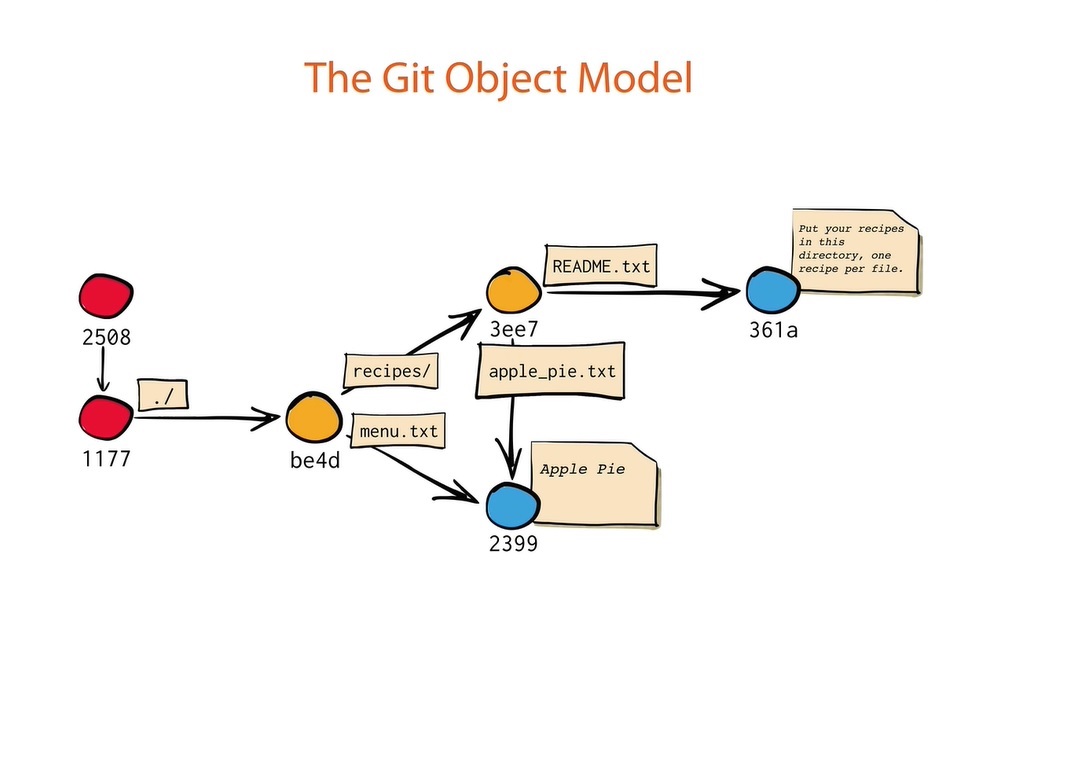 The Git Object Model
Put your recipes
in this
directory, one
recipe per file.
README.txt
2508
3ee7
361a
recipes/
apple_pie.txt
./
menu.txt
1177
be4d
Apple Pie
2399